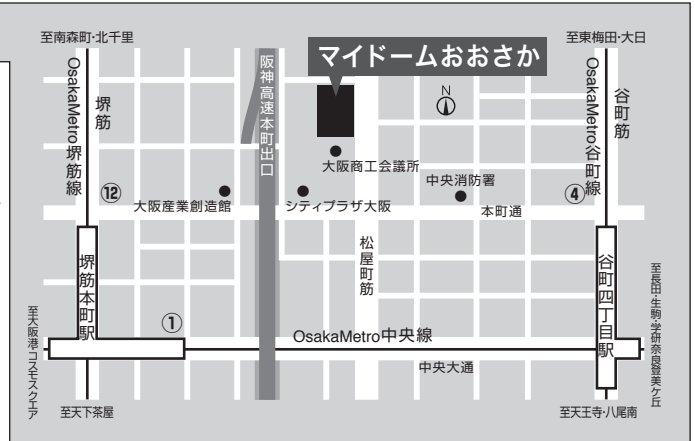 至南森町・北千里
至東梅田・大日
マイドームおおさか
OsakaMetro堺筋線
堺筋
阪神高速本町出口
N
OsakaMetro谷町線
谷町筋
大阪商工会議所
中央消防署
⑫
大阪産業創造館
シティプラザ大阪
本町通
④
松屋町筋
堺筋本町駅
谷町四丁目駅
①
OsakaMetro中央線
中央大通
至大阪港・コスモスクエア
至長田・生駒・学研奈良登美ケ丘
至天下茶屋
至天王寺・八尾南